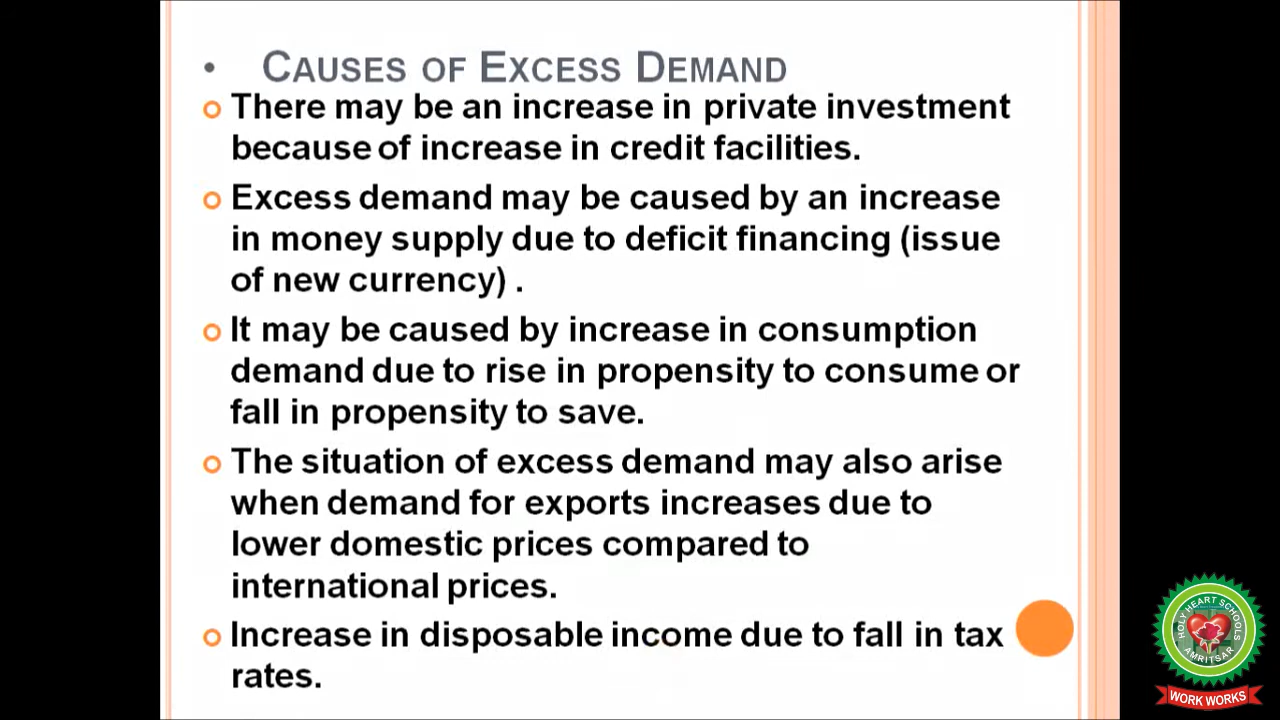 • CAUSES OF EXCESS DEMAND
There may be an increase in private investment
because of increase in credit facilities.
Excess demand may be caused by an increase
in money supply due to deficit financing (issue
of new currency) .
It may be caused by increase in consumption
demand due to rise in propensity to consume or
fall in propensity to save.
The situation of excess demand may also arise
when demand for exports increases due to
lower domestic prices compared to
international prices.
Increase in disposable income due to fall in tax
rates.
HOLY HEART SCHOOLS
AMRITSAR
WORK WORKS